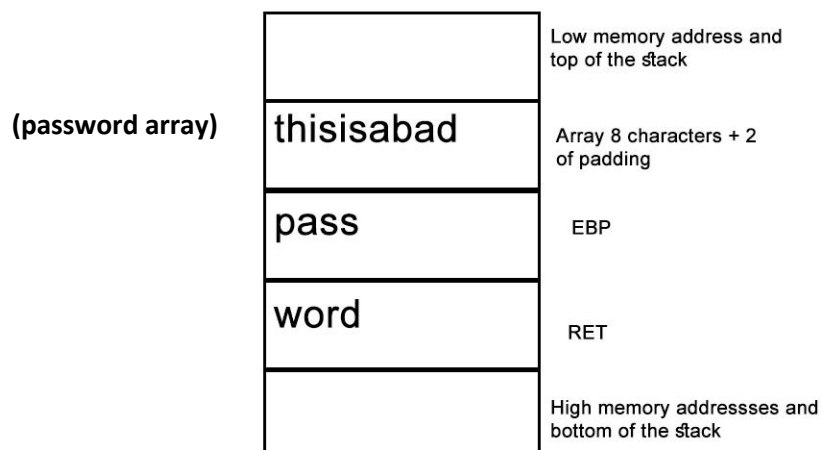 Low memory address and
top of the stack
(password array)
thisisabad
Array 8 characters + 2
of padding
pass
EBP
word
RET
High memory addressses and
bottom of the stack